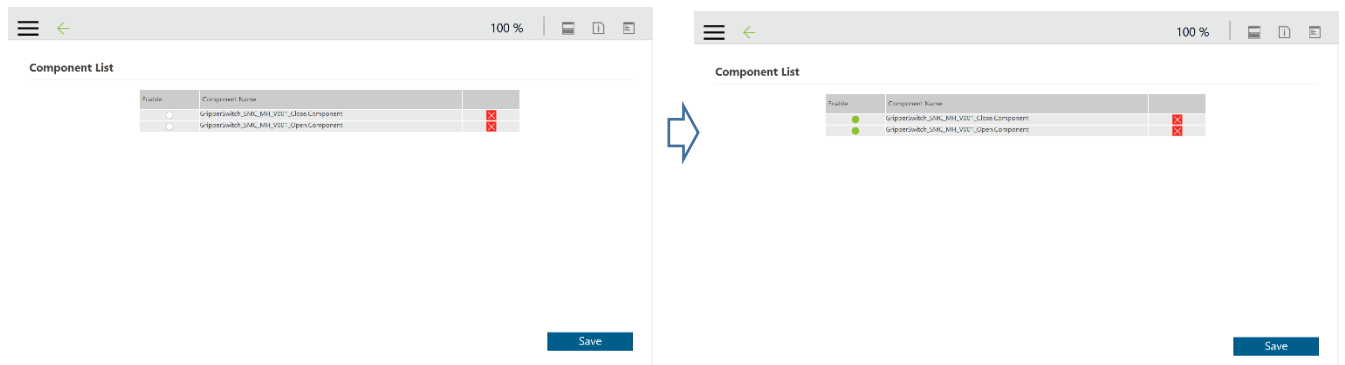 100 %
Component List
Enable Component Name
GripperSwitch_SMC_MH_V001_Close.Component
GripperSwitch_SMC_MH_V001_Open.Component
Save
100 %
Component List
Enable Component Name
GripperSwitch_SMC_MH_V001_Close.Component
GripperSwitch_SMC_MH_V001_Open.Component
Save